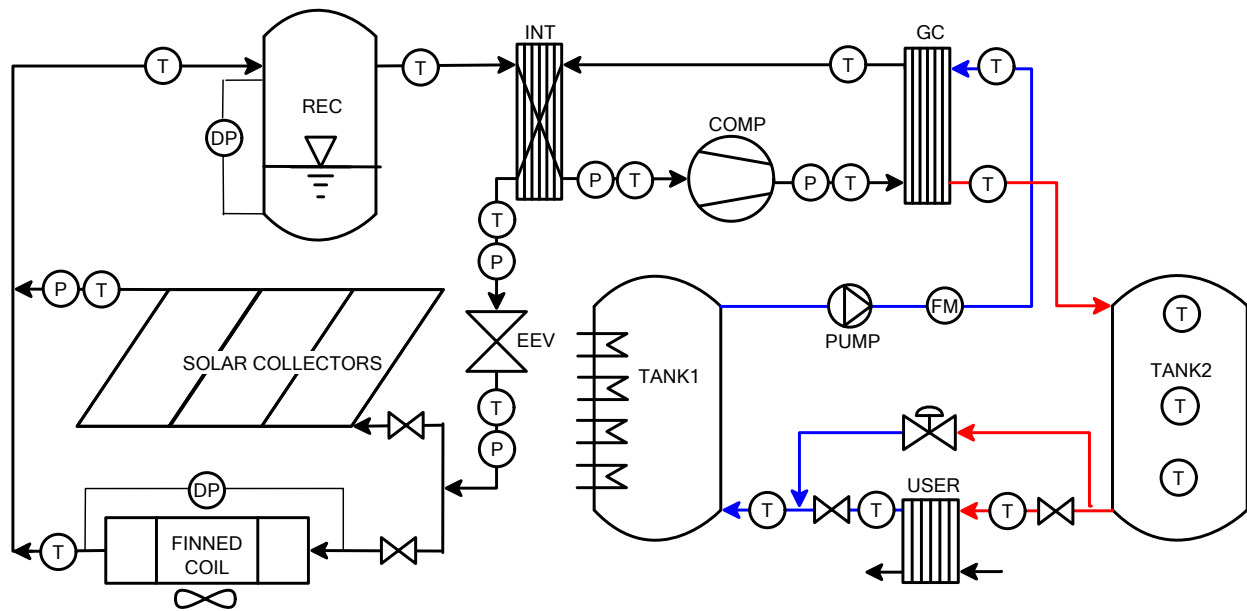 INT
GC
T
T
T
T
REC
COMP
DP
P
T
P
T
T
T
P
P
T
FM
T
EEV
PUMP
SOLAR COLLECTORS
TANK1
TANK2
T
T
P
T
DP
USER
T
T
T
T
FINNED
COIL